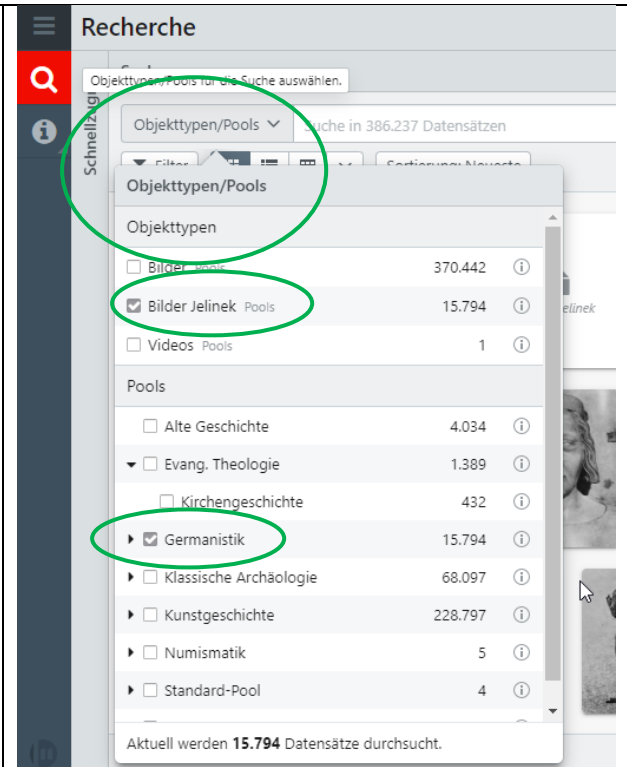 Recherche
Objekttypen/Pools für die Suche auswählen.
Schnellzugri
Objekttypen/Pools
Suche in 386.237 Datensätzen
Filter
Sortierung: Neueste
Objekttypen/Pools
Objekttypen
Bilder Pools 370.442
Bilder Jelinek Pools 15.794
elinek
Videos Pools 1
Pools
Alte Geschichte 4.034
Evang. Theologie 1.389
Kirchengeschichte 432
Germanistik 15.794
Klassische Archäologie 68.097
Kunstgeschichte 228.797
Numismatik 5
Standard-Pool 4
Aktuell werden 15.794 Datensätze durchsucht.